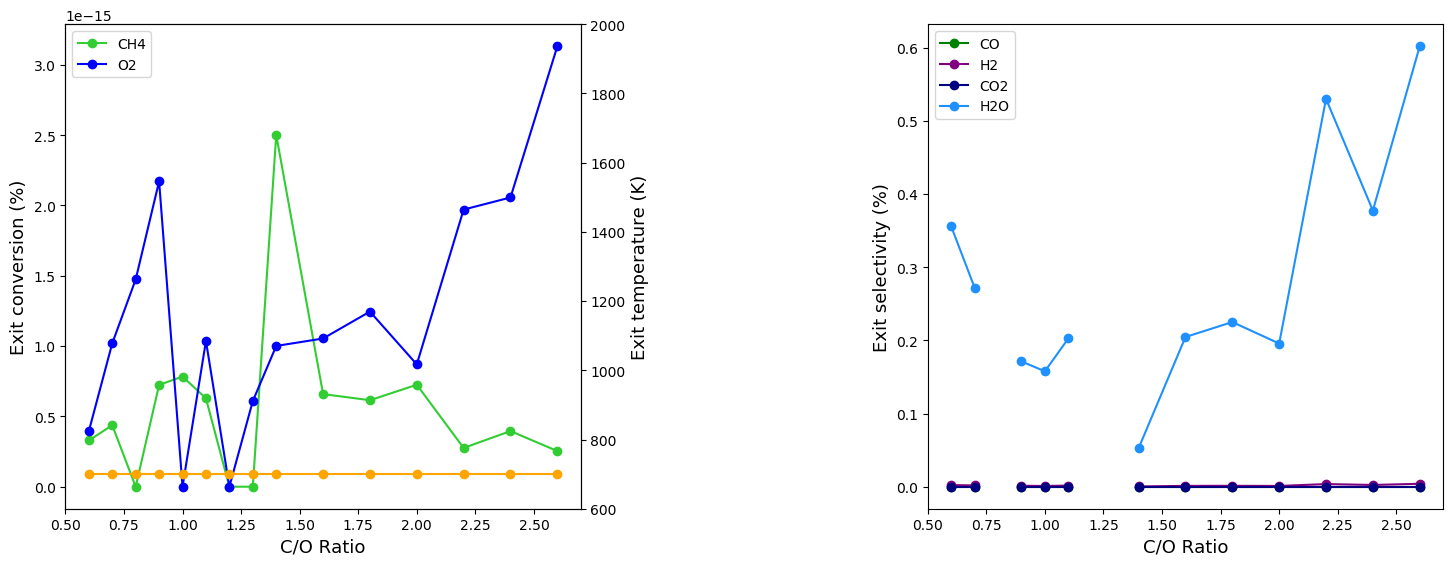 1e−15
CH4
O2
3.0
2.5
2.0
1.5
1.0
0.5
0.0
Exit conversion (%)
0.50 0.75 1.00 1.25 1.50 1.75 2.00 2.25 2.50
C/O Ratio
2000
1800
1600
1400
1200
1000
800
600
Exit temperature (K)
CO
H2
CO2
H2O
0.6
0.5
0.4
0.3
0.2
0.1
0.0
Exit selectivity (%)
0.50 0.75 1.00 1.25 1.50 1.75 2.00 2.25 2.50
C/O Ratio